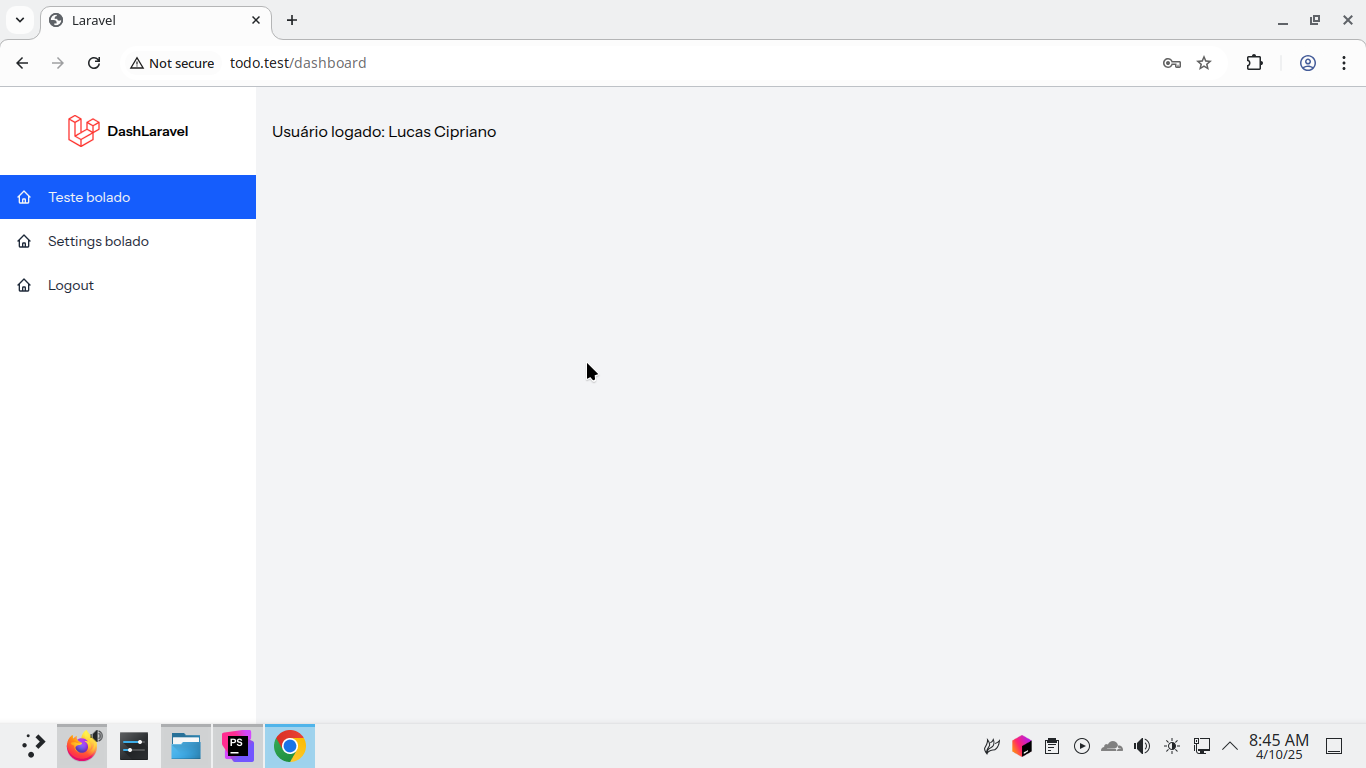 Laravel
Not secure
todo.test/dashboard
DashLaravel
Usuário logado: Lucas Cipriano
Teste bolado
Settings bolado
Logout
PS
8:45 AM
4/10/25